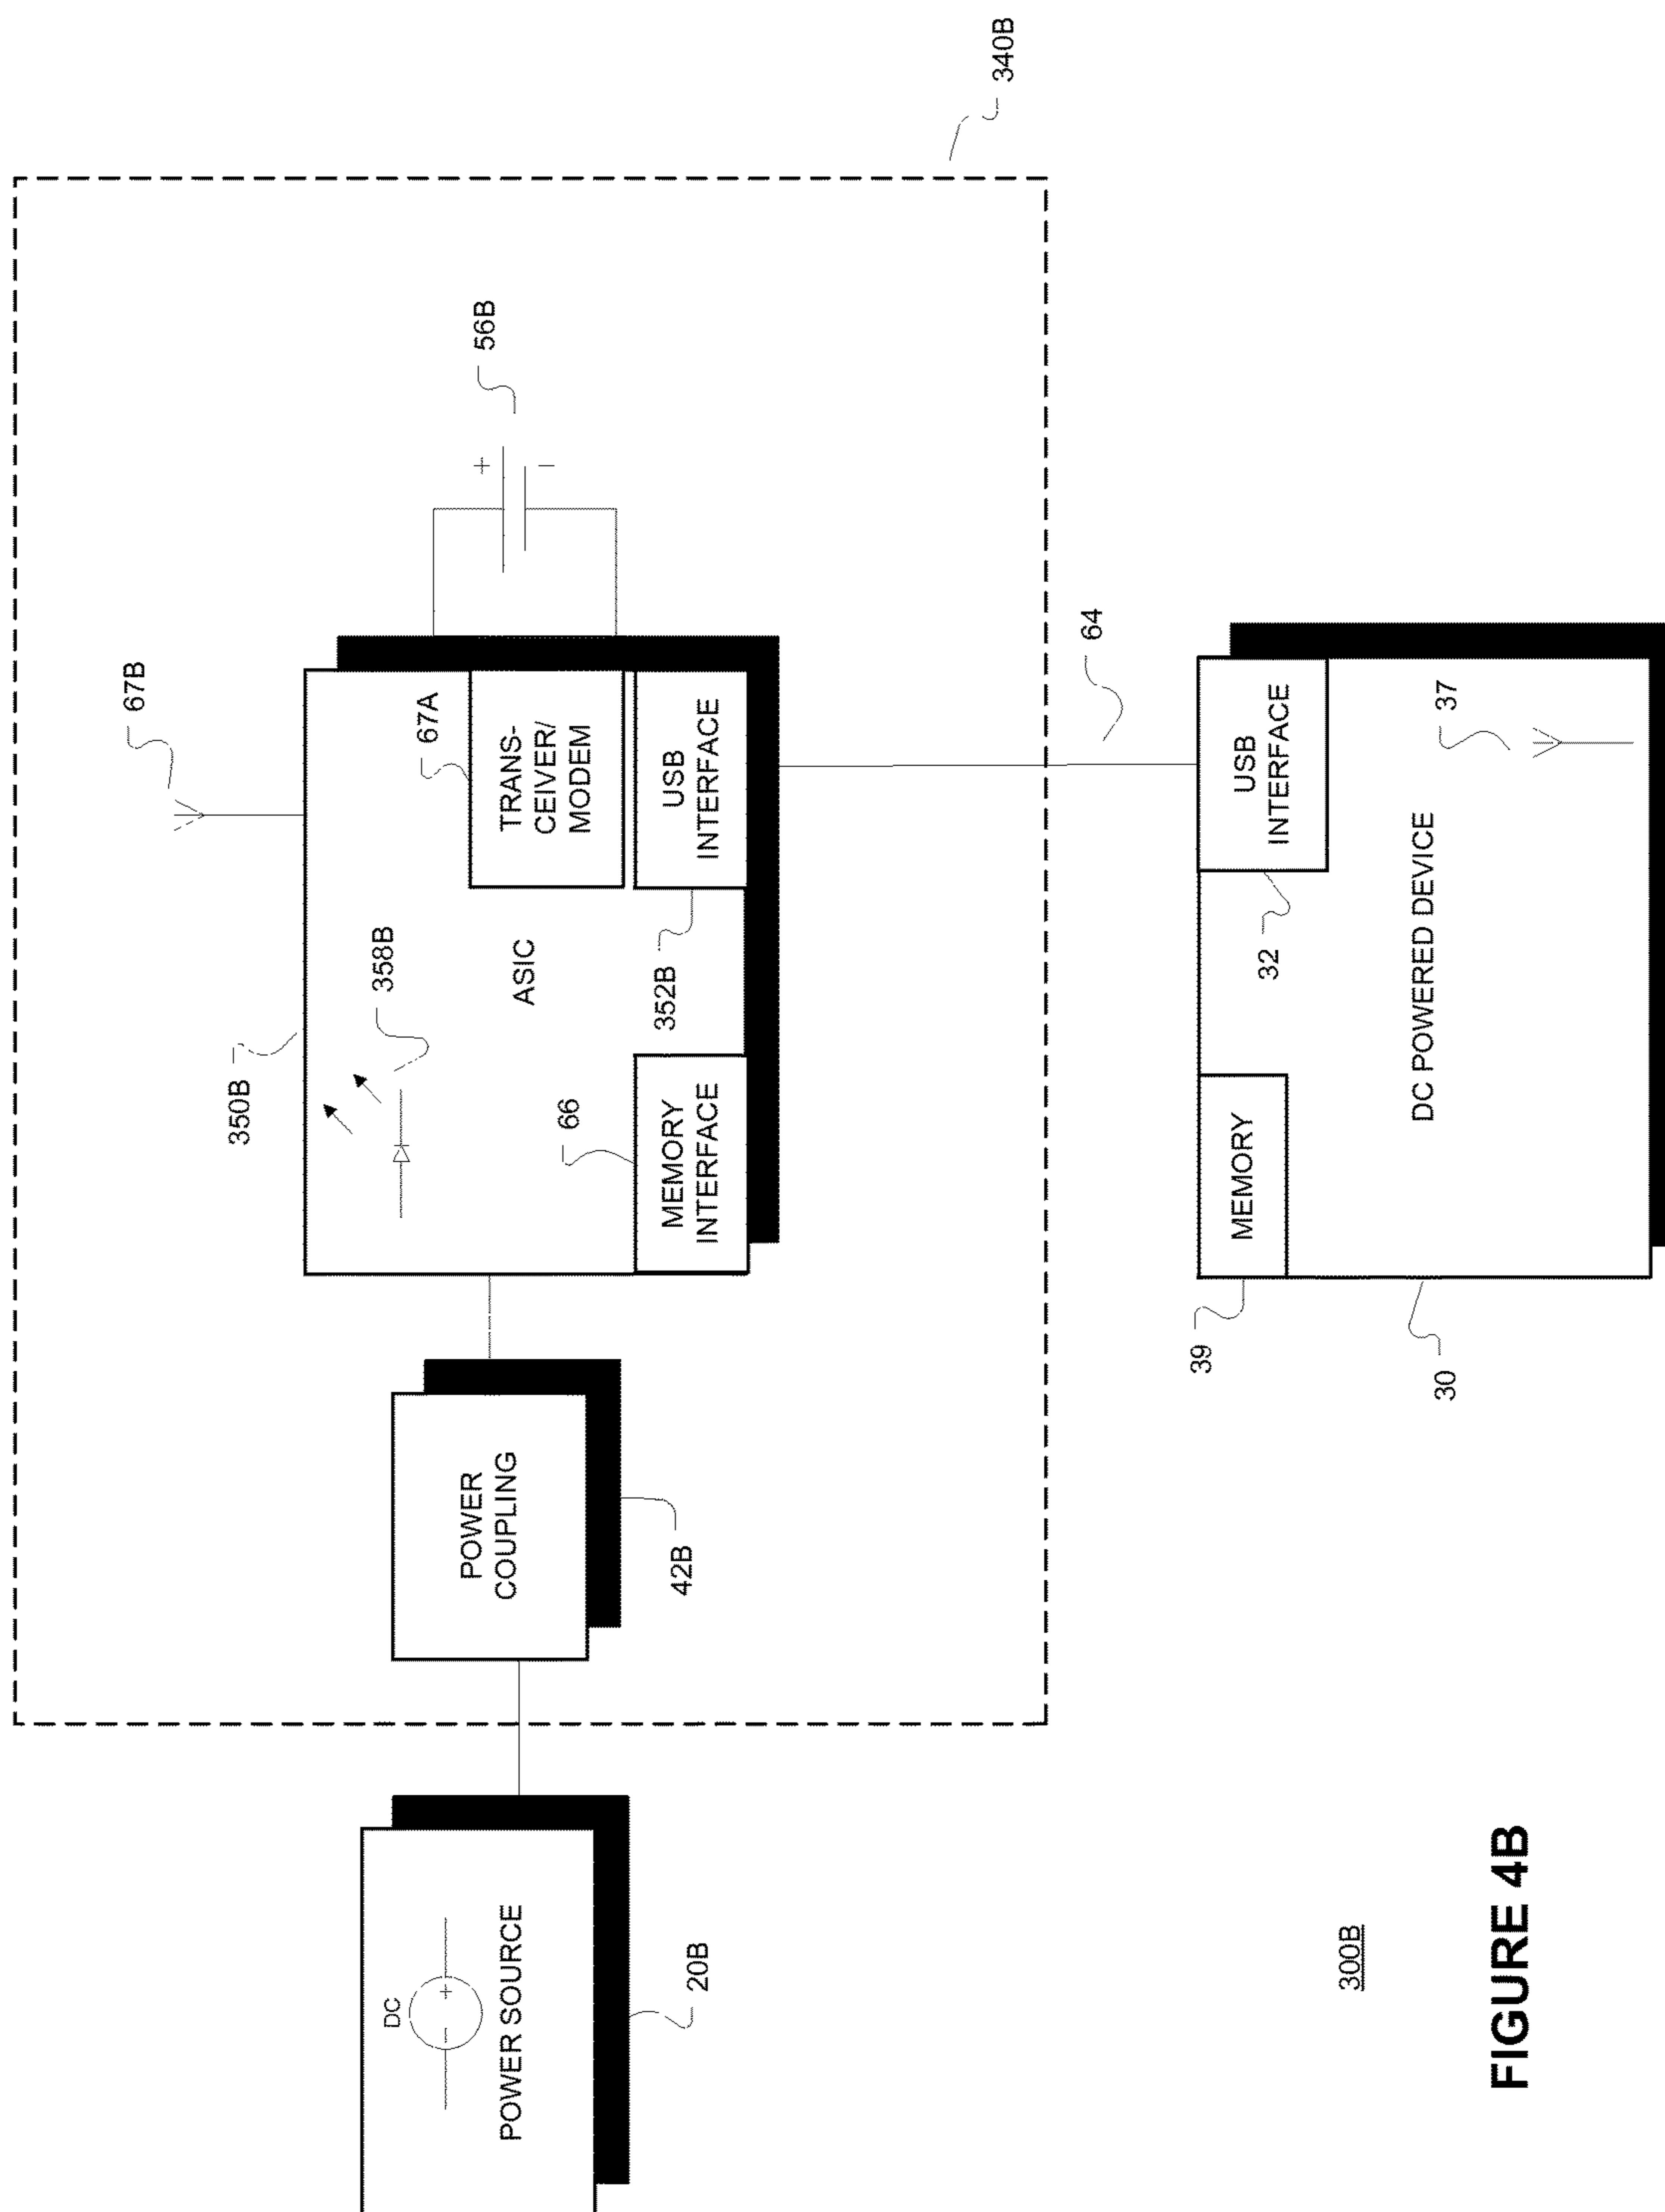 340B
67B
56B
350B
358B
67A
TRANS-
CEIVER/
MODEM
ASIC
66
MEMORY
INTERFACE
352B
USB
INTERFACE
+
−
POWER
COUPLING
42B
DC
− +
POWER SOURCE
20B
64
MEMORY
USB
INTERFACE
39
32
37
DC POWERED DEVICE
30
300B
FIGURE 4B